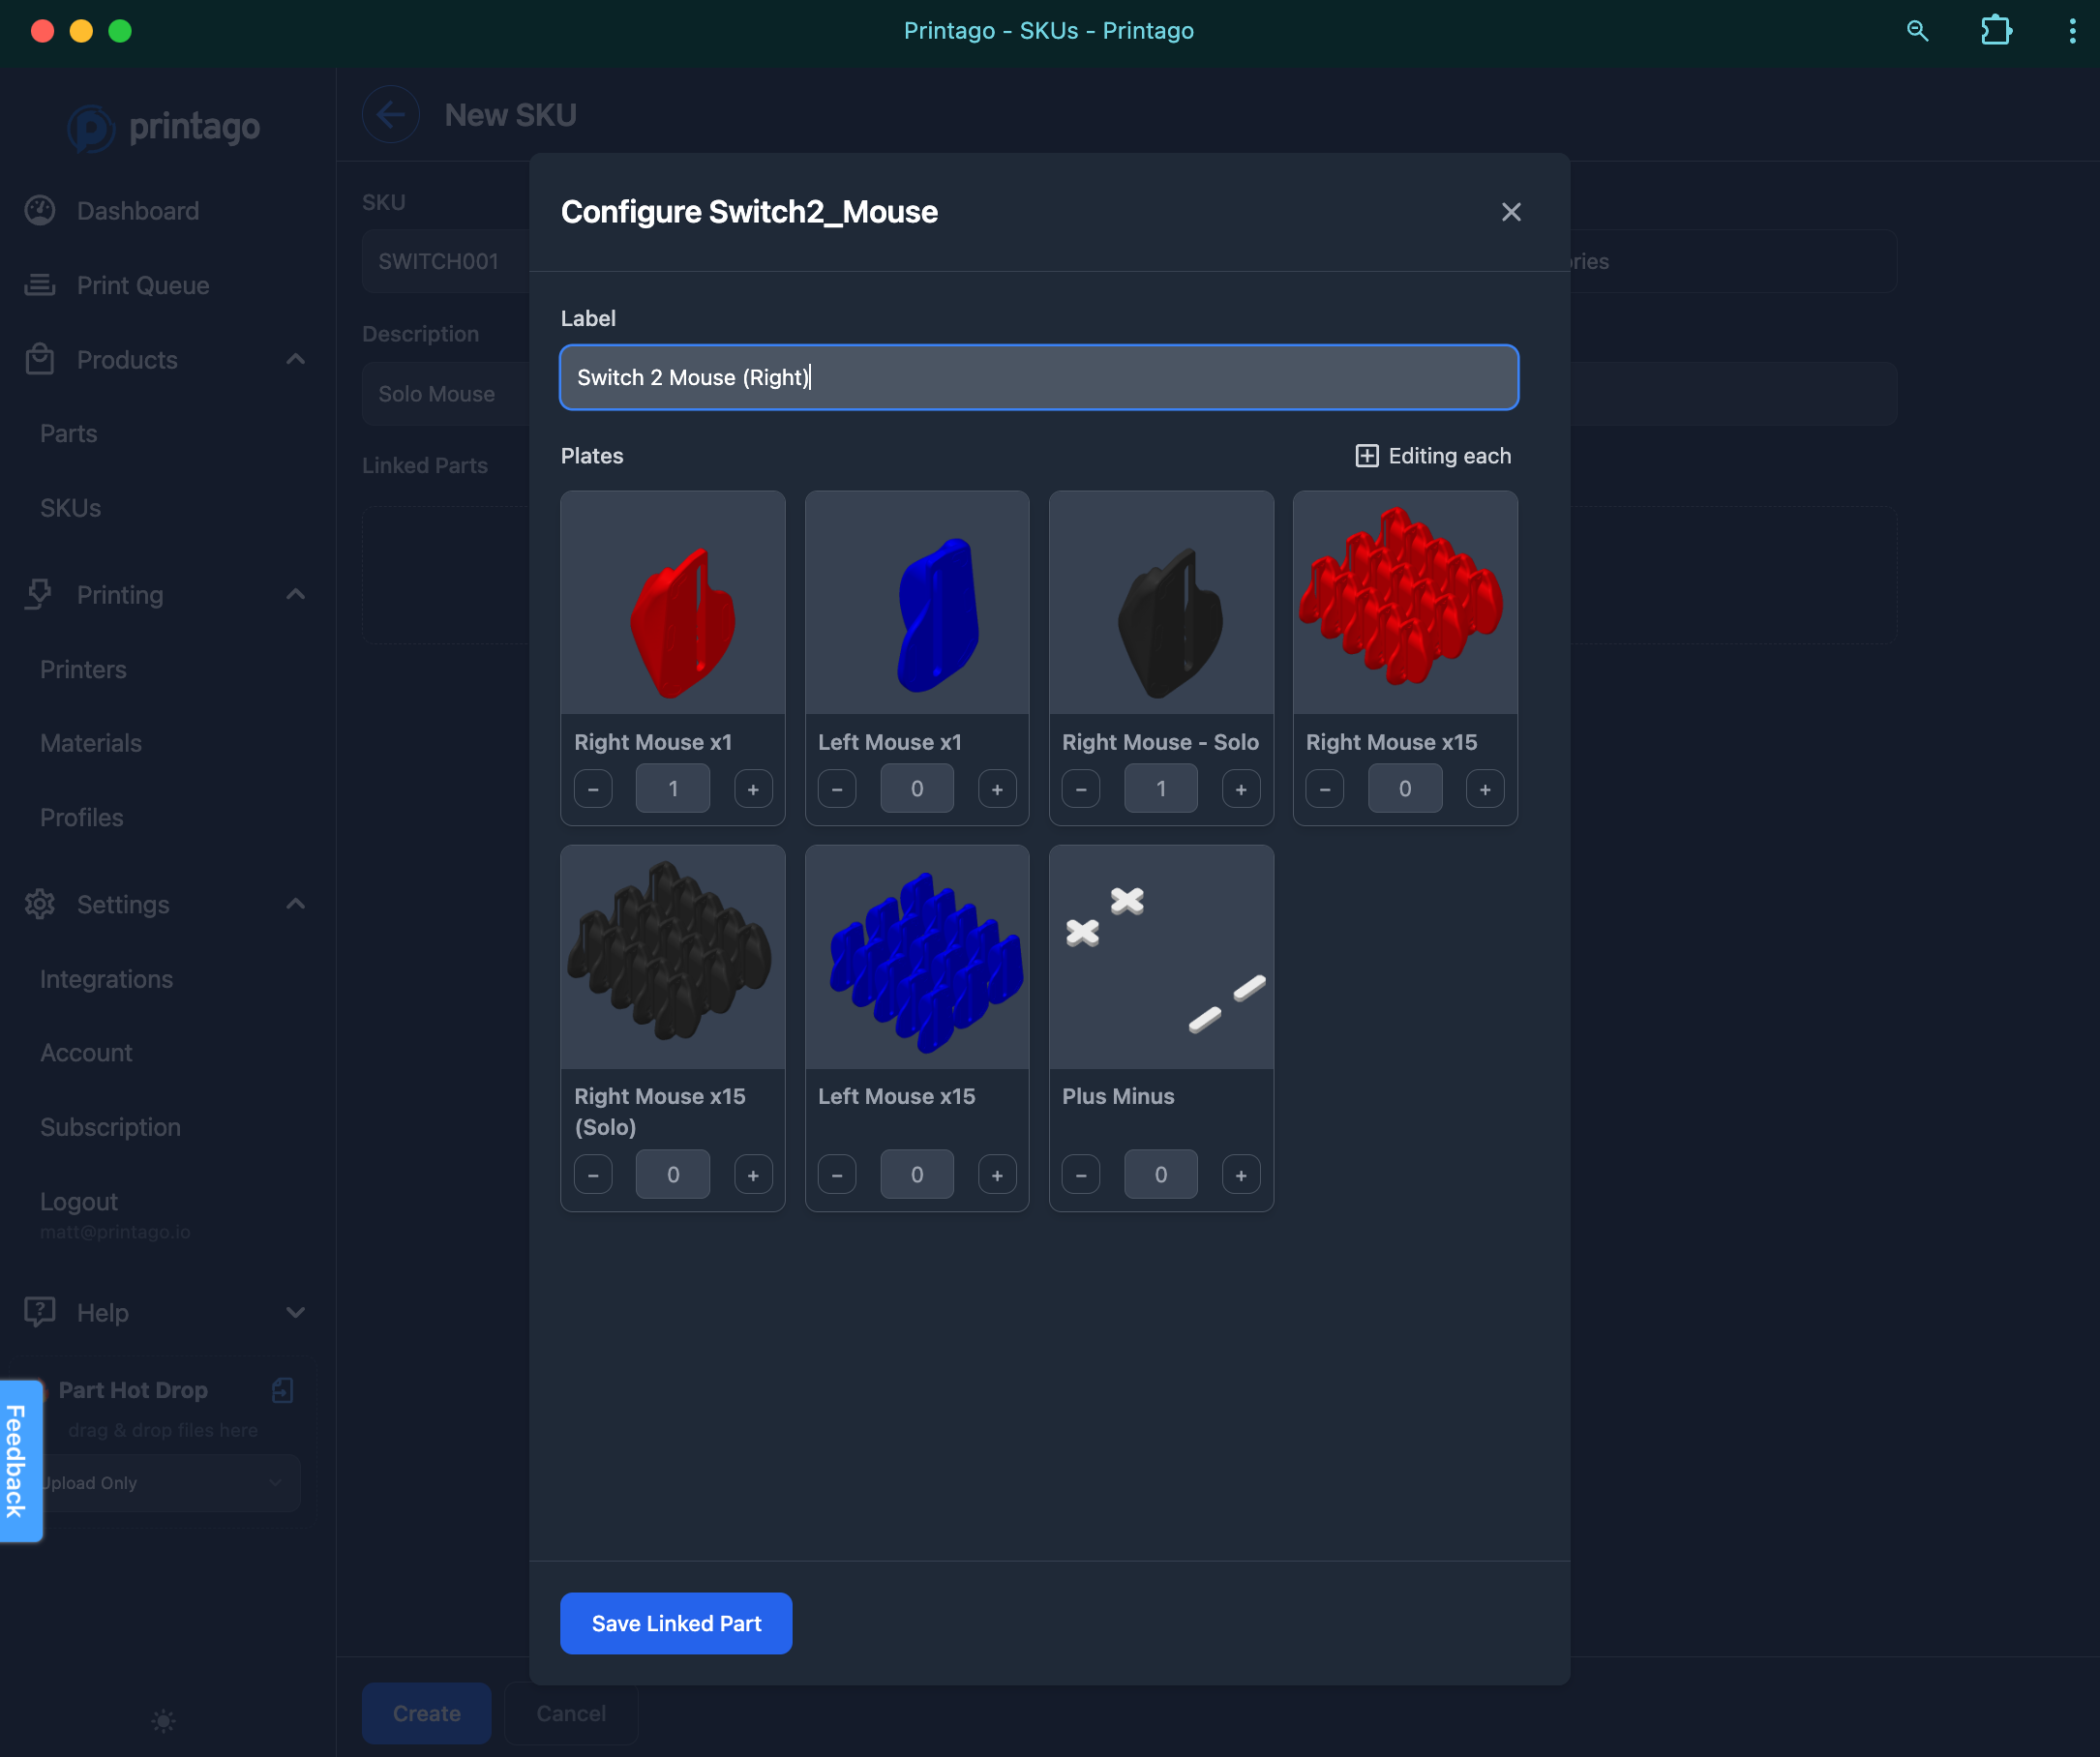 Printago - SKUs - Printago
printago
Dashboard
Print Queue
Products
Parts
SKUs
Printing
Printers
Materials
Profiles
Settings
Integrations
Account
Subscription
Logout
matt@printago.io
Help
Part Hot Drop
drag & drop files here
Upload Only
Feedback
New SKU
SKU
SWITCH001
ries
Description
Solo Mouse
Linked Parts
Configure Switch2_Mouse
Label
Switch 2 Mouse (Right)
Plates
Editing each
Right Mouse x1
- 1 +
Left Mouse x1
- 0 +
Right Mouse - Solo
- 1 +
Right Mouse x15
- 0 +
Right Mouse x15
(Solo)
- 0 +
Left Mouse x15
- 0 +
Plus Minus
- 0 +
Save Linked Part
Create
Cancel